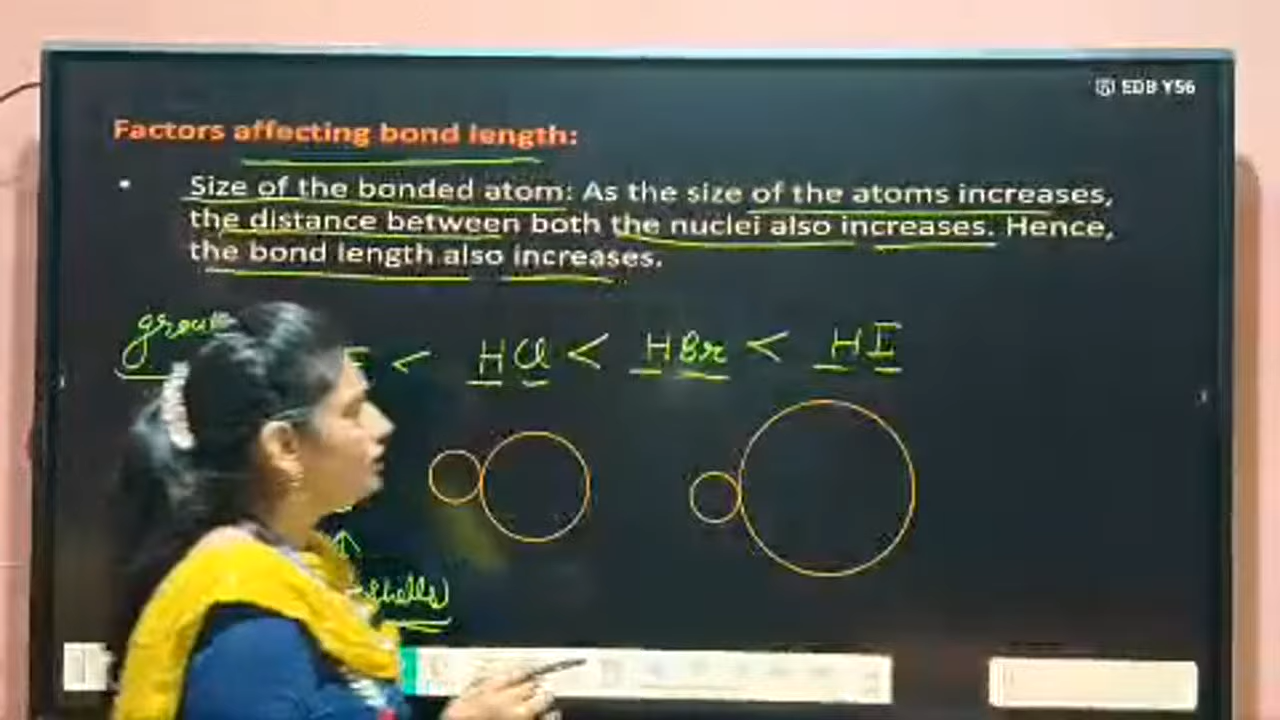 EDB Y56
Factors affecting bond length:
• Size of the bonded atom: As the size of the atoms increases,
the distance between both the nuclei also increases. Hence,
the bond length also increases.
< HCl < HBr < HI
shells